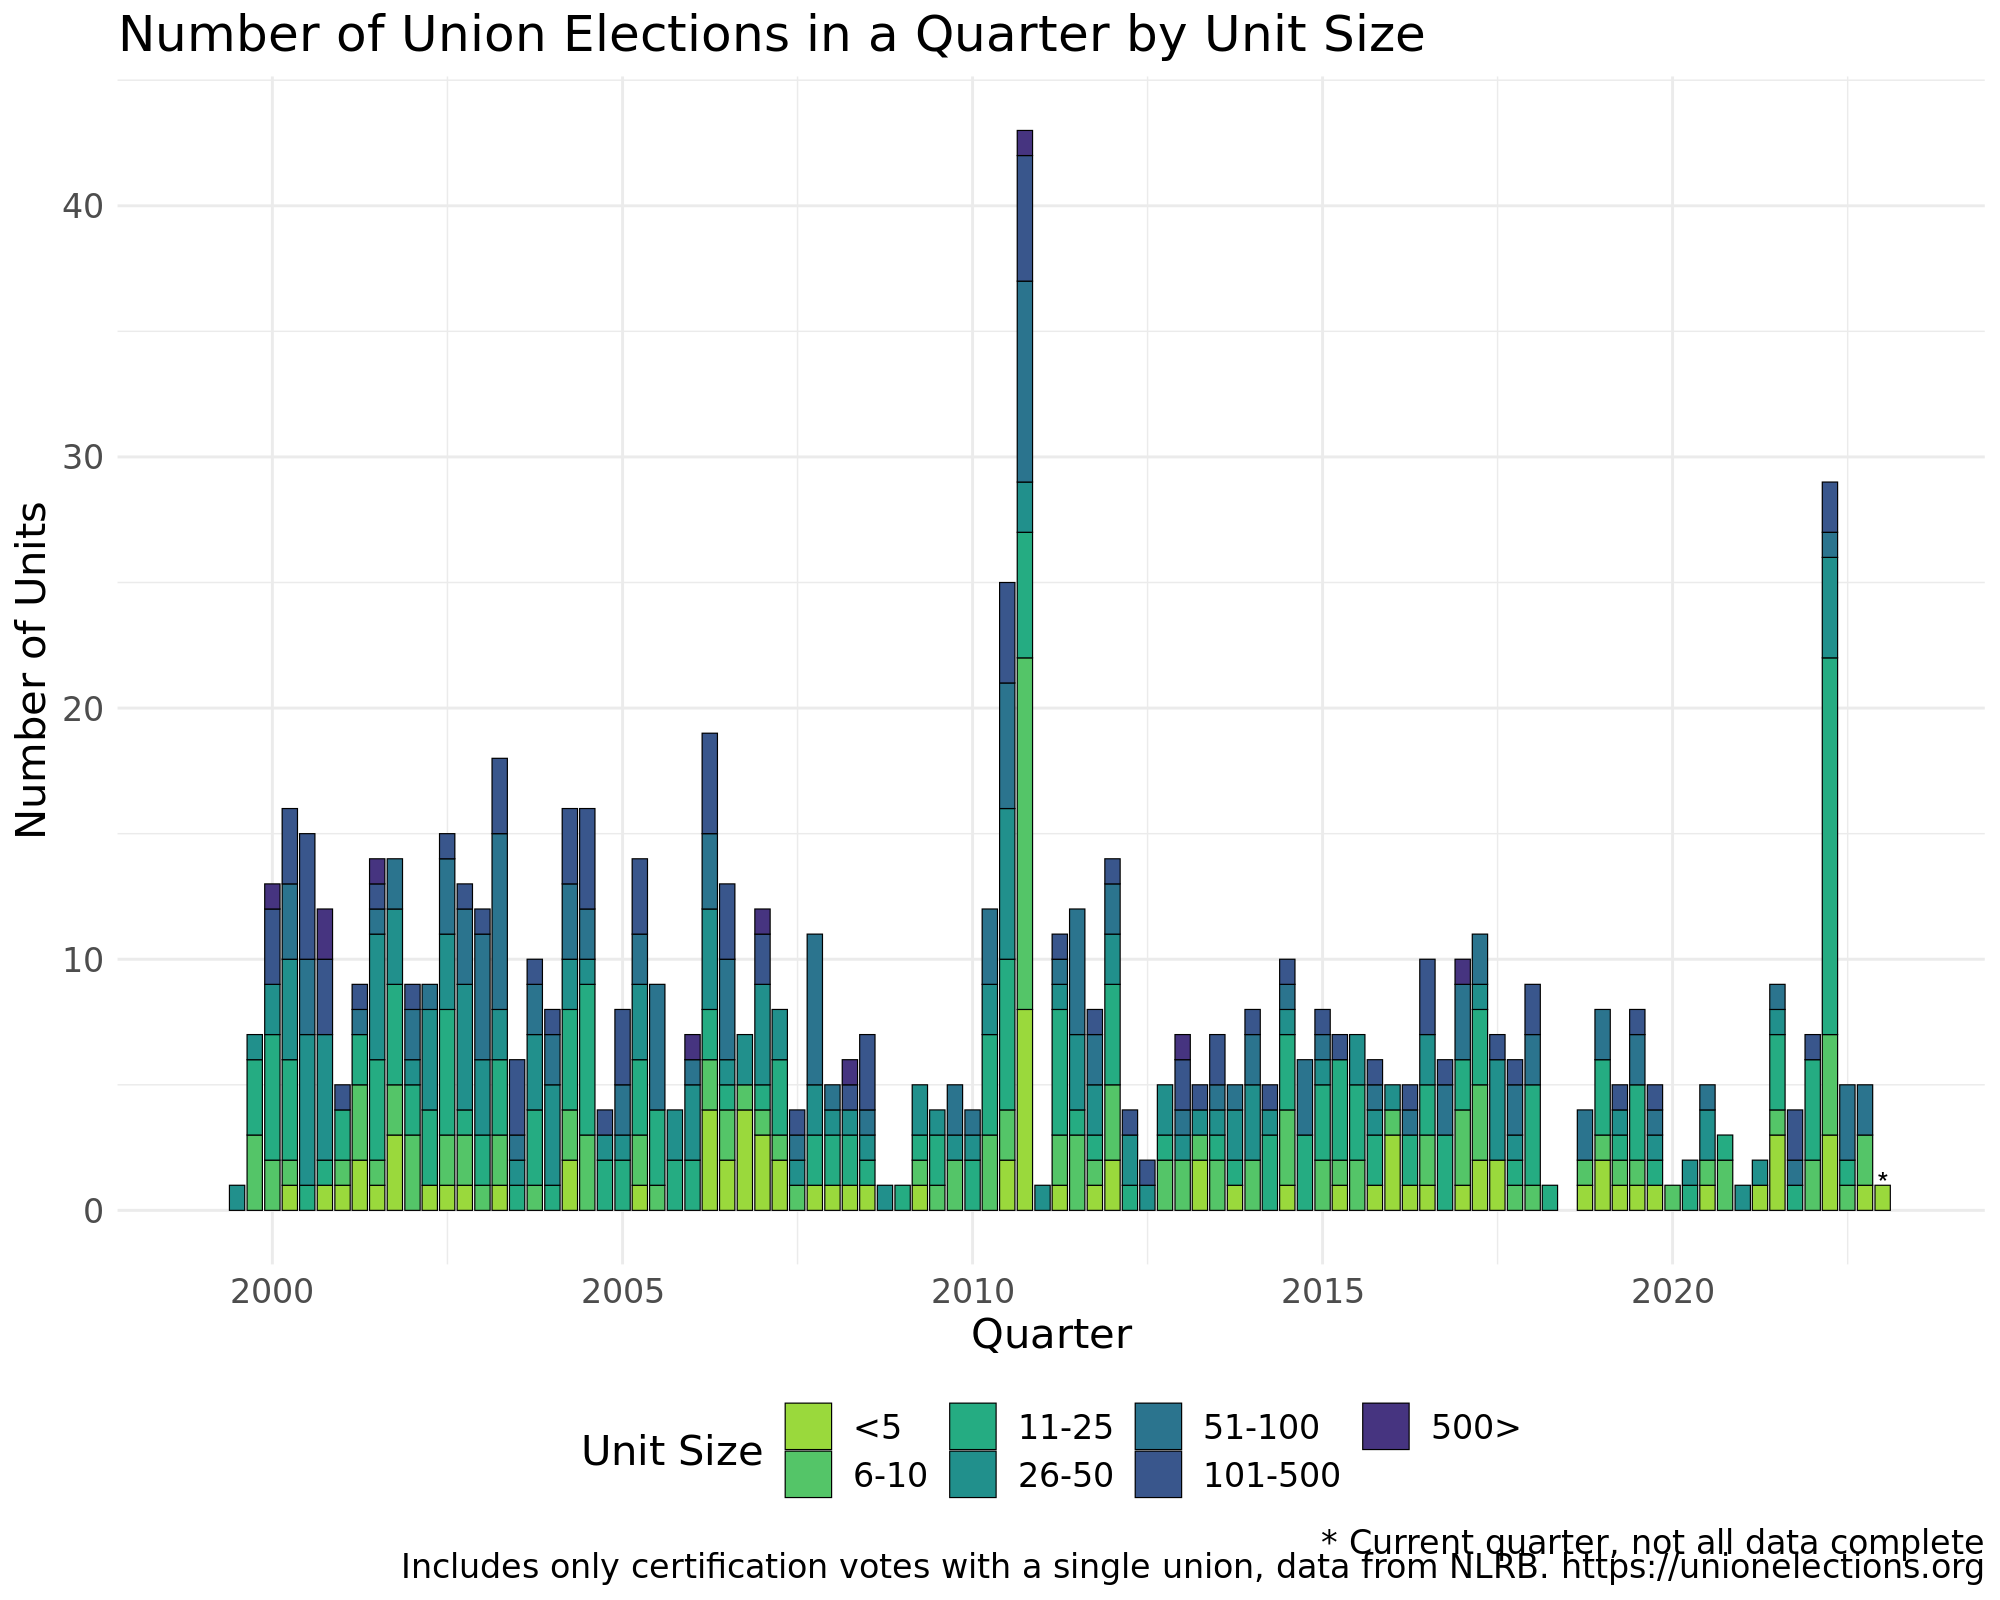 Number of Union Elections in a Quarter by Unit Size
Number of Units
40
30
20
10
0
*
2000 2005 2010 2015 2020
Quarter
Unit Size
<5 11-25 51-100 500>
6-10 26-50 101-500
* Current quarter, not all data complete
Includes only certification votes with a single union, data from NLRB. https://unionelections.org